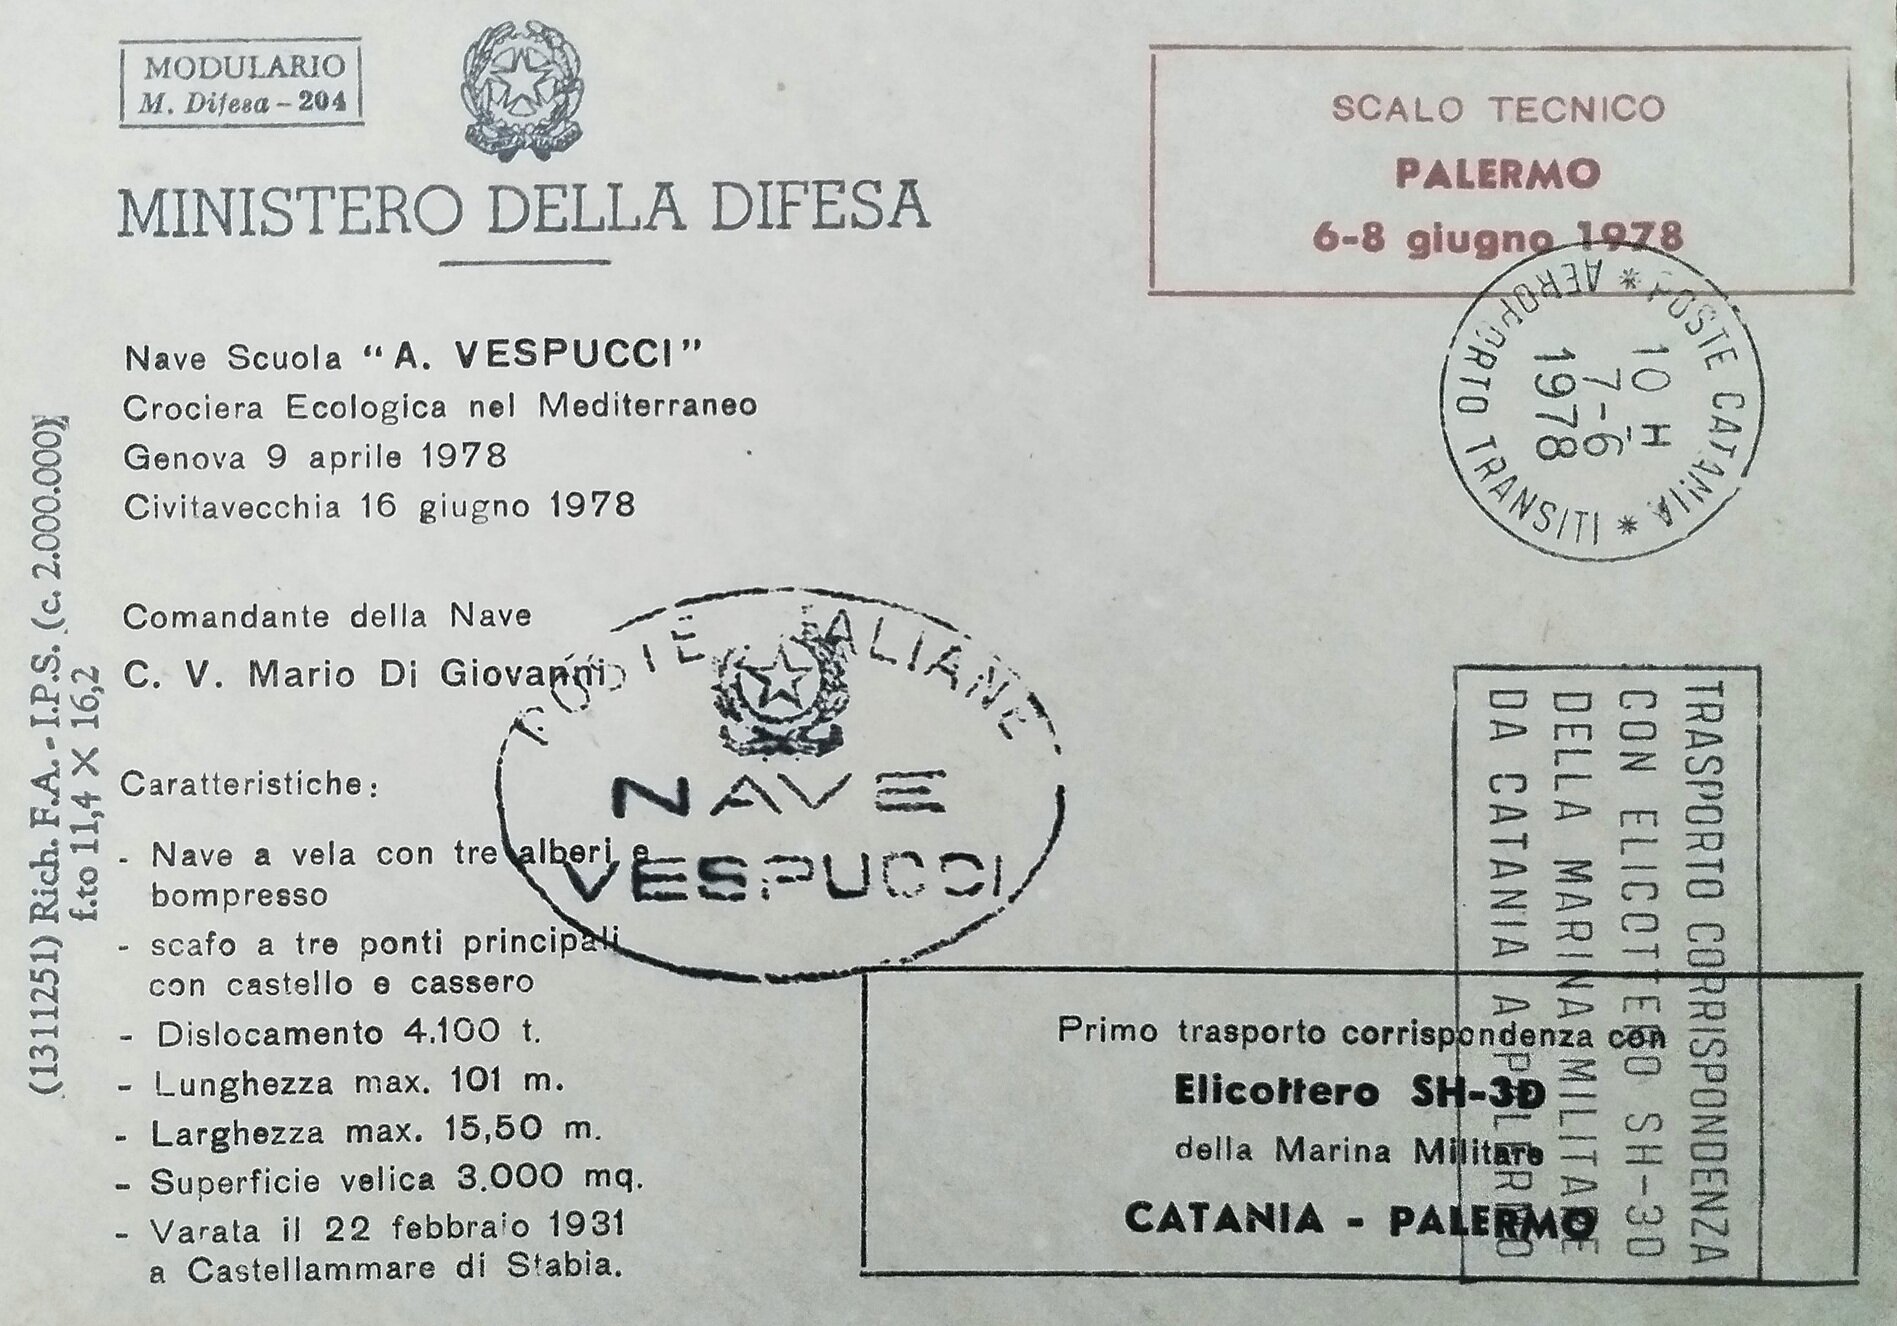 MODULARIO
M. Difesa - 204
MINISTERO DELLA DIFESA
SCALO TECNICO
PALERMO
6-8 giugno 1978
POSTE CATANIA * AEROPORTO TRANSITI *
10 H
7-6
1978
Nave Scuola "A. VESPUCCI"
Crociera Ecologica nel Mediterraneo
Genova 9 aprile 1978
Civitavecchia 16 giugno 1978
Comandante della Nave
C. V. Mario Di Giovanni
Caratteristiche:
- Nave a vela con tre alberi e
bompresso
- scafo a tre ponti principali
con castello e cassero
- Dislocamento 4.100 t.
- Lunghezza max. 101 m.
- Larghezza max. 15,50 m.
- Superficie velica 3.000 mq.
- Varata il 22 febbraio 1931
a Castellammare di Stabia.
(1311251) Rich. F.A. - I.P.S. (c. 2.000.000)
f.to 11,4 X 16,2
POSTE ITALIANE
NAVE
VESPUCCI
TRASPORTO CORRISPONDENZA
CON ELICOTTERO SH-3D
DELLA MARINA MILITARE
DA CATANIA A PALERMO
Primo trasporto corrispondenza con
Elicottero SH-3D
della Marina Militare
CATANIA - PALERMO